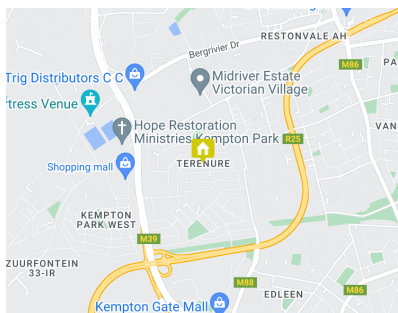 RESTONVALE AH
Bergrivier Dr
M86
PA
Trig Distributors C C
Midriver Estate
Victorian Village
rtress Venue
Hope Restoration
Ministries Kempton Park
VAN
R25
Shopping mall
TERENURE
KEMPTON
PARK WEST
M39
ZUURFONTEIN
33-IR
M88
EDLEEN
M86
Kempton Gate Mall